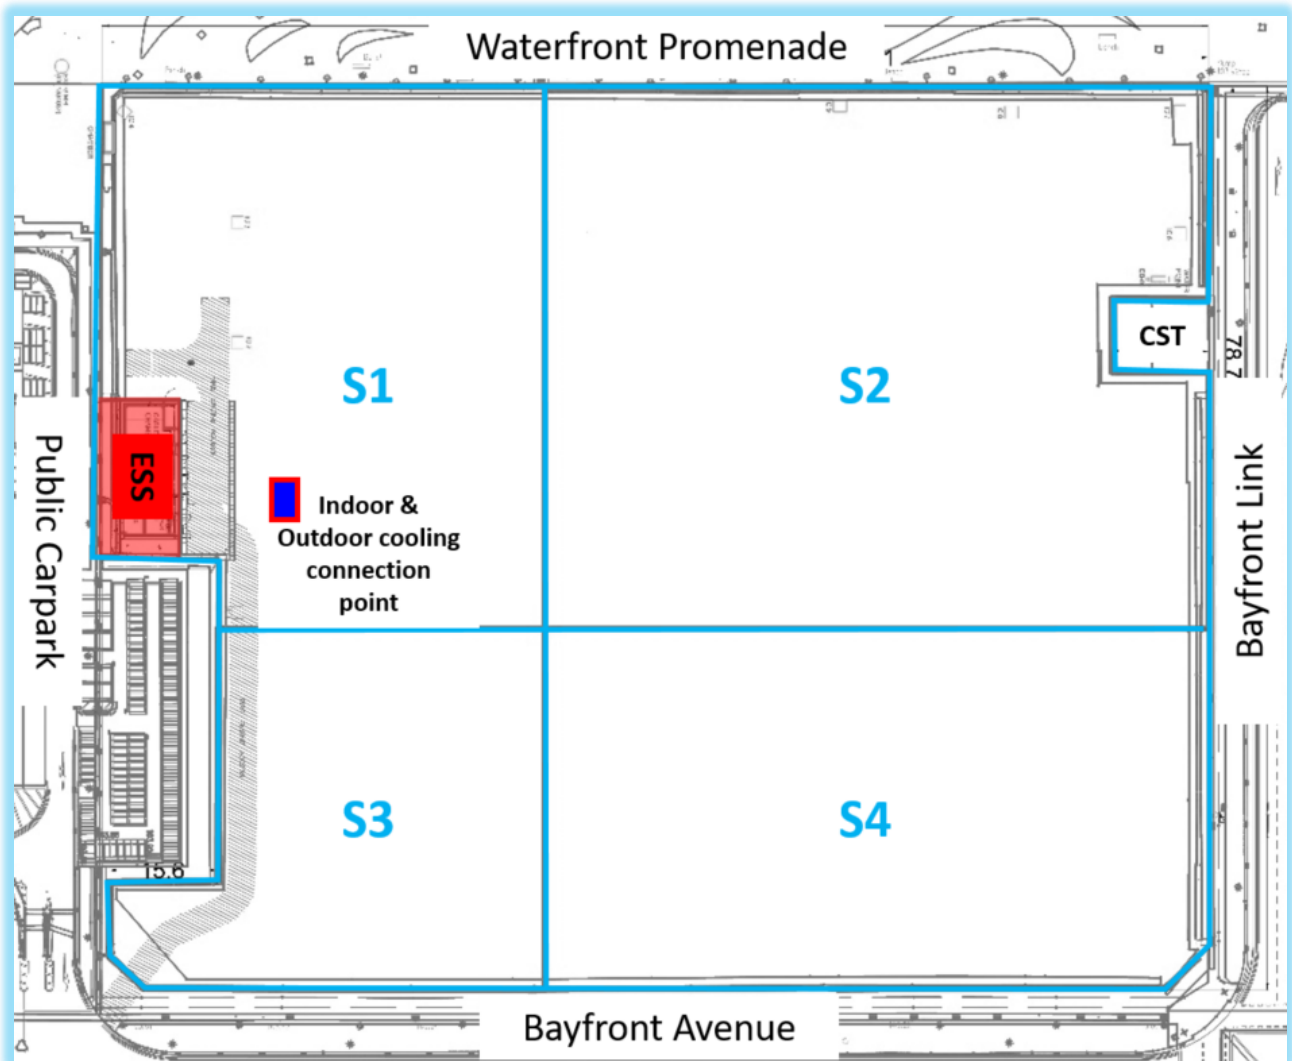 Waterfront Promenade
1
S1
S2
CST
78.7
ESS
Public Carpark
Indoor &
Outdoor cooling
connection
point
Bayfront Link
S3
S4
15.6
Bayfront Avenue